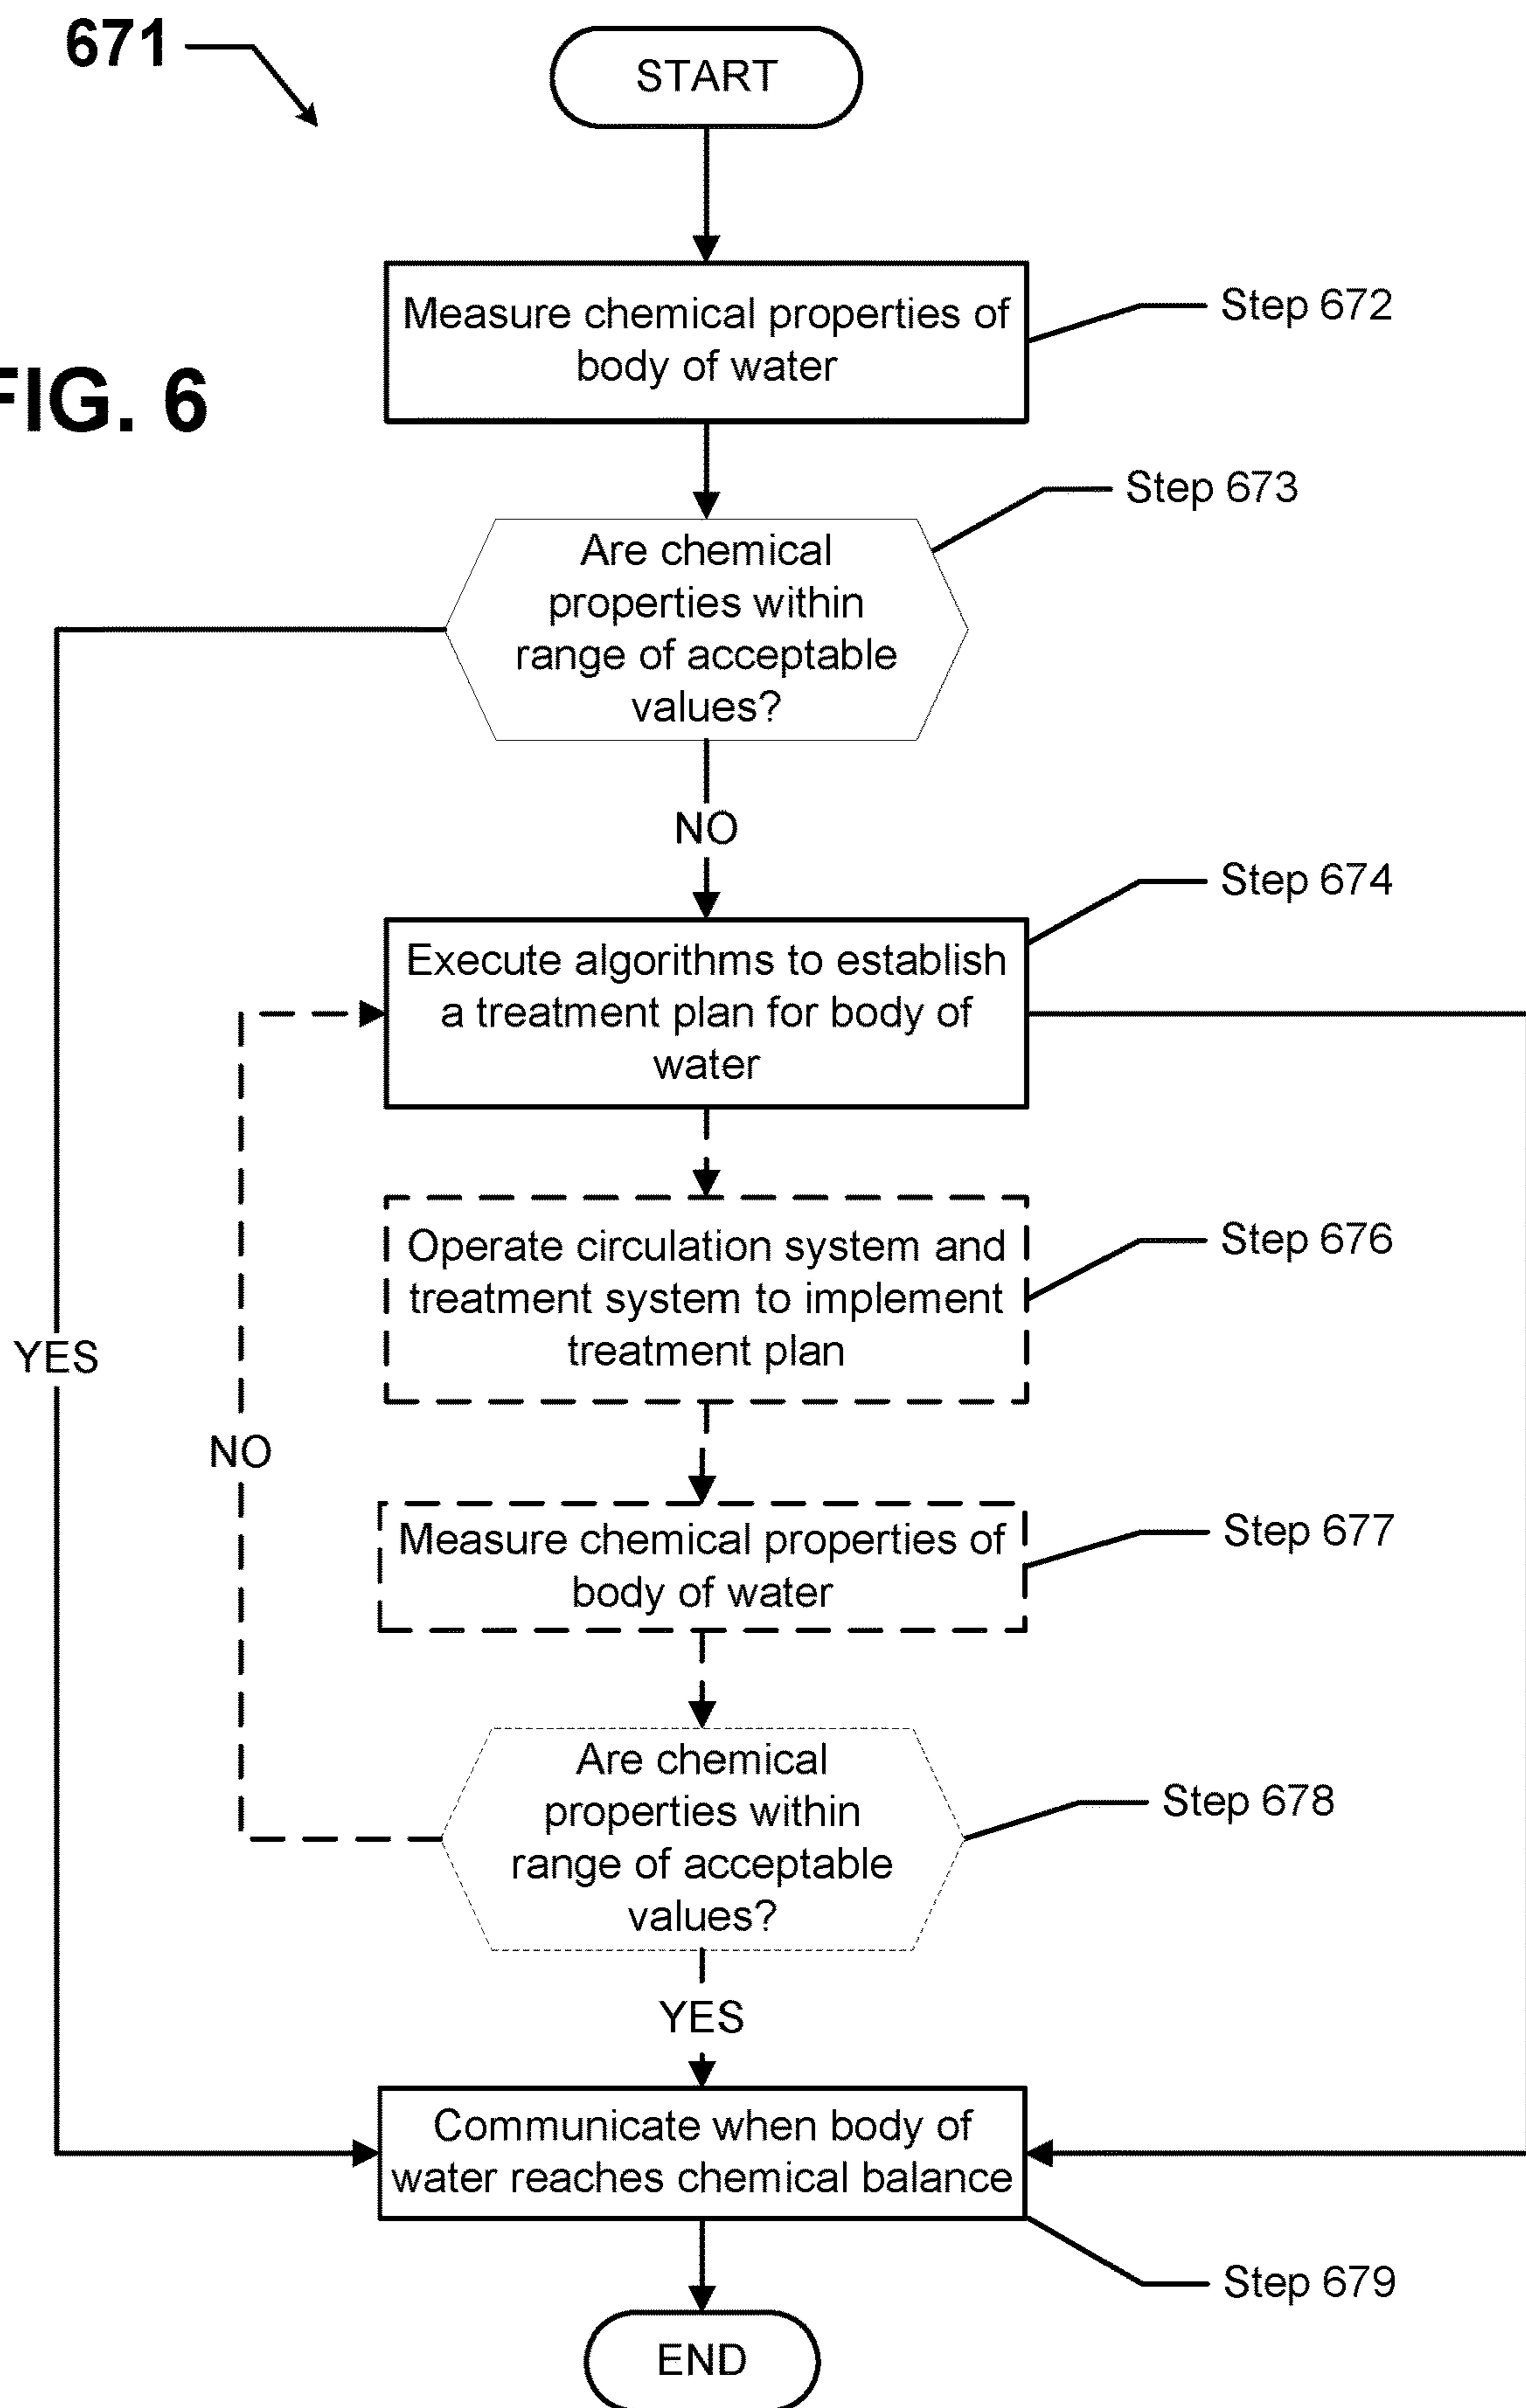 671
START
Measure chemical properties of
body of water
Step 672
FIG. 6
Step 673
Are chemical
properties within
range of acceptable
values?
NO
Step 674
Execute algorithms to establish
a treatment plan for body of
water
Operate circulation system and
treatment system to implement
treatment plan
Step 676
YES
NO
Measure chemical properties of
body of water
Step 677
Are chemical
properties within
range of acceptable
values?
Step 678
YES
Communicate when body of
water reaches chemical balance
Step 679
END